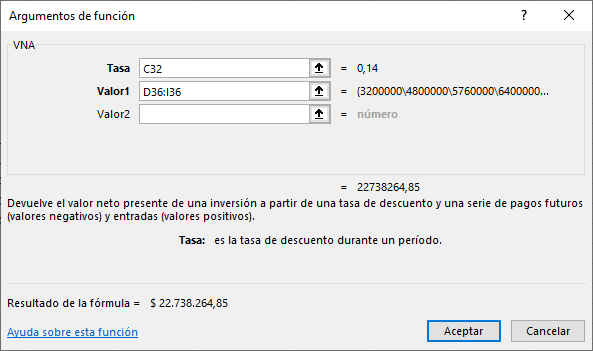 Argumentos de función
? ×
VNA
Tasa C32 = 0,14
Valor1 D36:I36 = {3200000\4800000\5760000\6400000...
Valor2 = número
= 22738264,85
Devuelve el valor neto presente de una inversión a partir de una tasa de descuento y una serie de pagos futuros
(valores negativos) y entradas (valores positivos).
Tasa: es la tasa de descuento durante un período.
Resultado de la fórmula = $ 22.738.264,85
Ayuda sobre esta función
Aceptar Cancelar